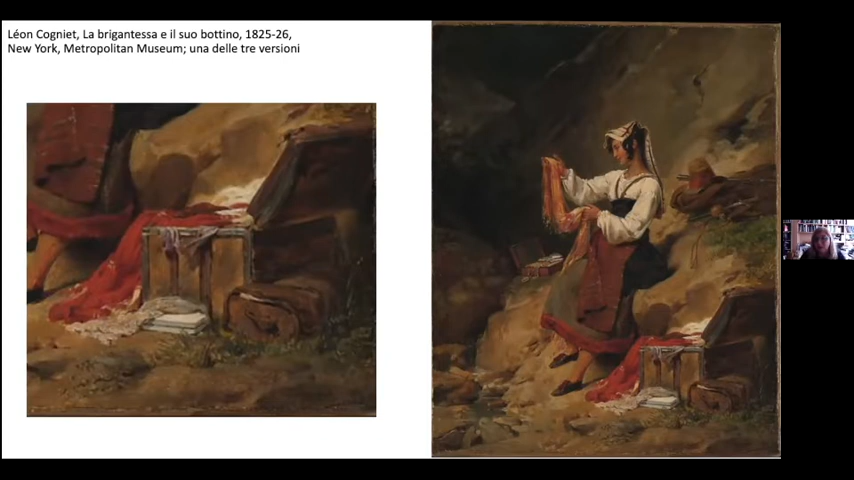 Léon Cogniet, La brigantessa e il suo bottino, 1825-26,
New York, Metropolitan Museum; una delle tre versioni